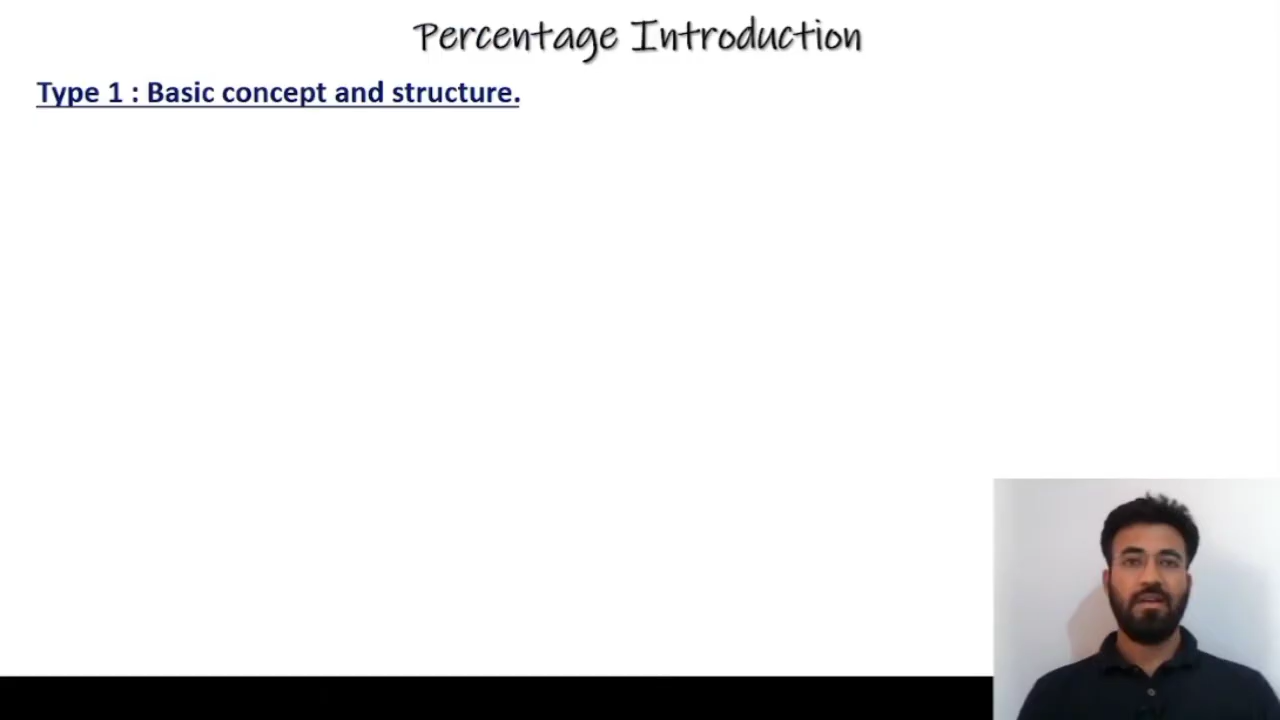 Percentage Introduction
Type 1 : Basic concept and structure.